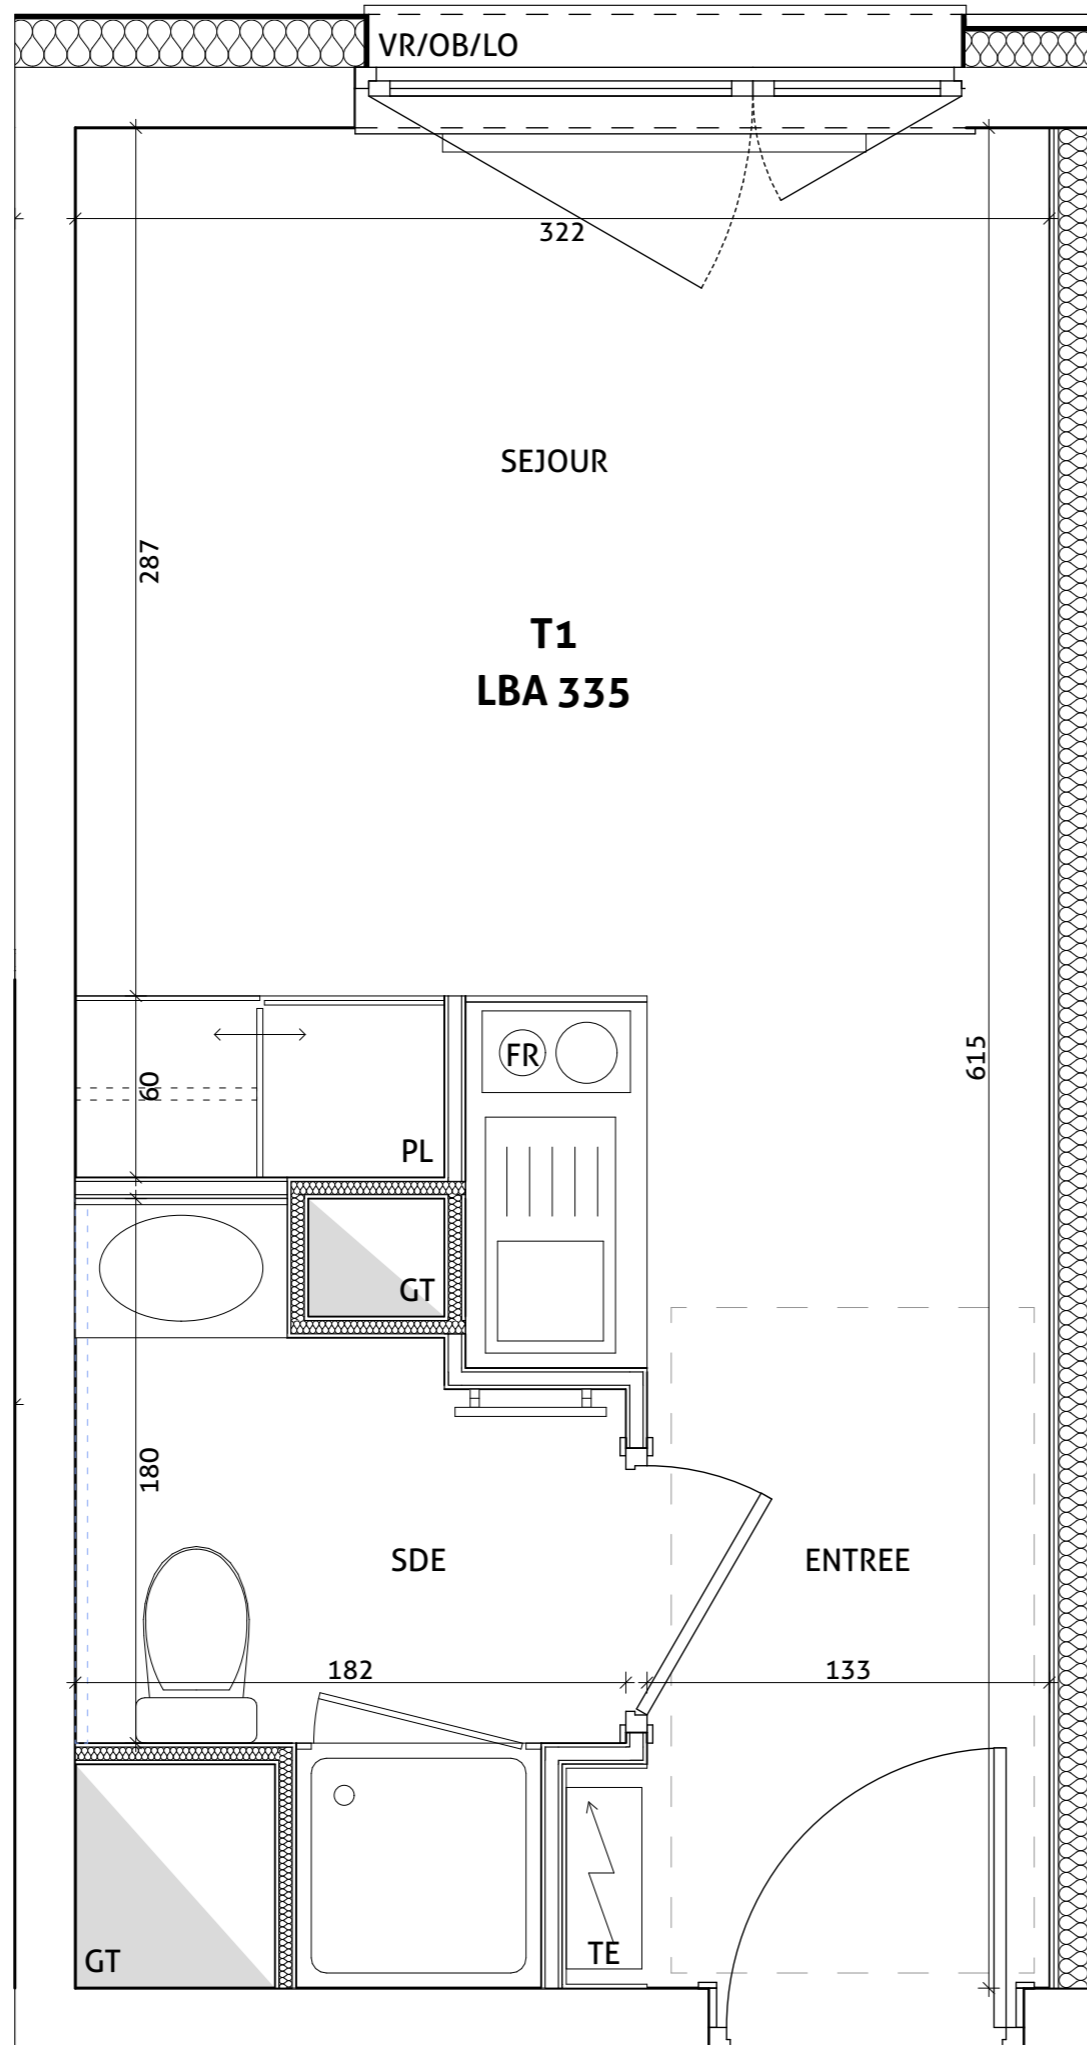 VR/OB/LO
322
SEJOUR
287
T1
LBA 335
615
60
FR
PL
GT
180
SDE
ENTREE
182
133
GT
TE